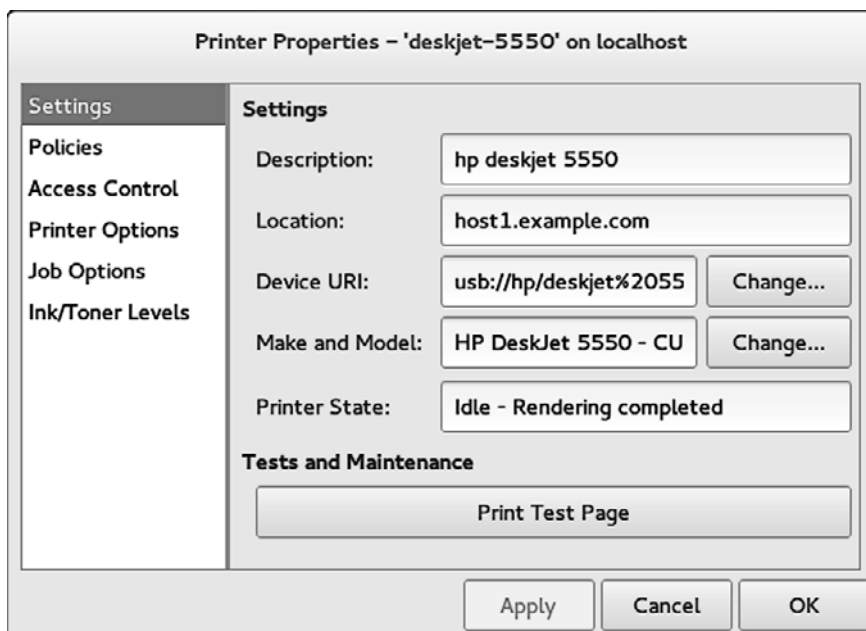 Printer Properties – 'deskjet-5550' on localhost
Settings
Policies
Access Control
Printer Options
Job Options
Ink/Toner Levels
Settings
Description: hp deskjet 5550
Location: host1.example.com
Device URI: usb://hp/deskjet%2055 Change...
Make and Model: HP DeskJet 5550 - CU Change...
Printer State: Idle - Rendering completed
Tests and Maintenance
Print Test Page
Apply Cancel OK